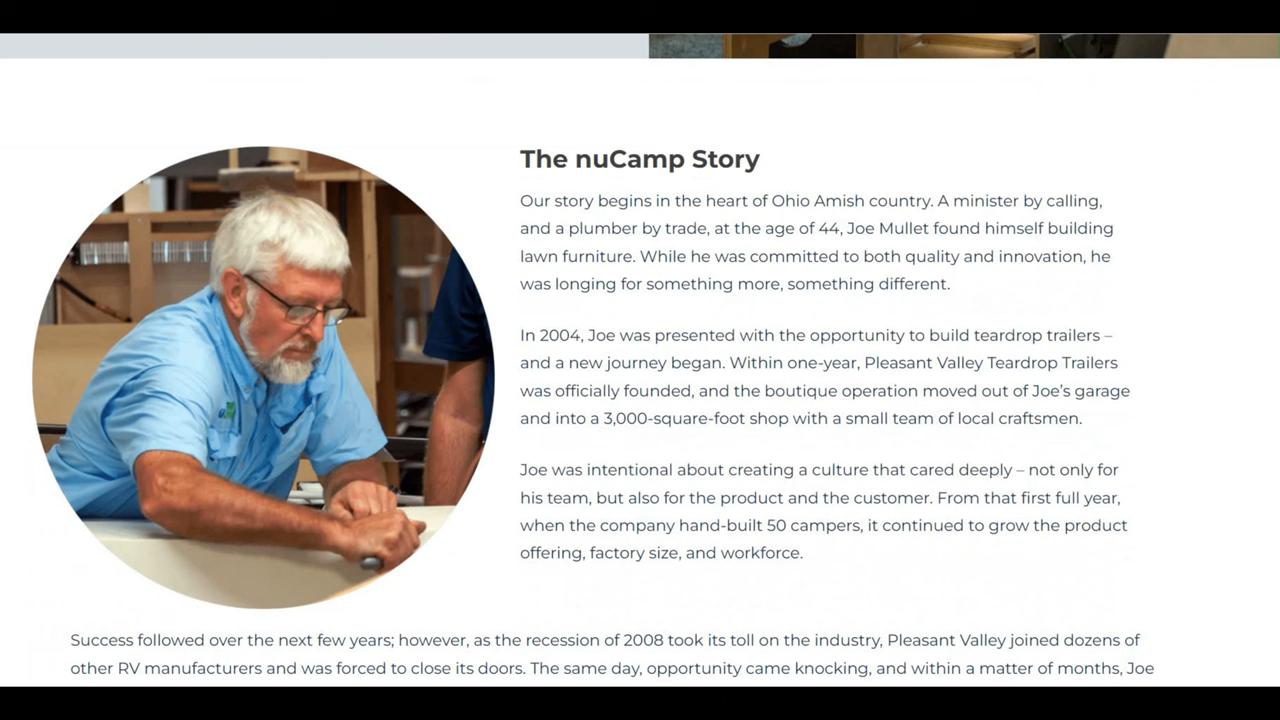 The nuCamp Story
Our story begins in the heart of Ohio Amish country. A minister by calling,
and a plumber by trade, at the age of 44, Joe Mullet found himself building
lawn furniture. While he was committed to both quality and innovation, he
was longing for something more, something different.
In 2004, Joe was presented with the opportunity to build teardrop trailers –
and a new journey began. Within one-year, Pleasant Valley Teardrop Trailers
was officially founded, and the boutique operation moved out of Joe's garage
and into a 3,000-square-foot shop with a small team of local craftsmen.
Joe was intentional about creating a culture that cared deeply – not only for
his team, but also for the product and the customer. From that first full year,
when the company hand-built 50 campers, it continued to grow the product
offering, factory size, and workforce.
Success followed over the next few years; however, as the recession of 2008 took its toll on the industry, Pleasant Valley joined dozens of
other RV manufacturers and was forced to close its doors. The same day, opportunity came knocking, and within a matter of months, Joe